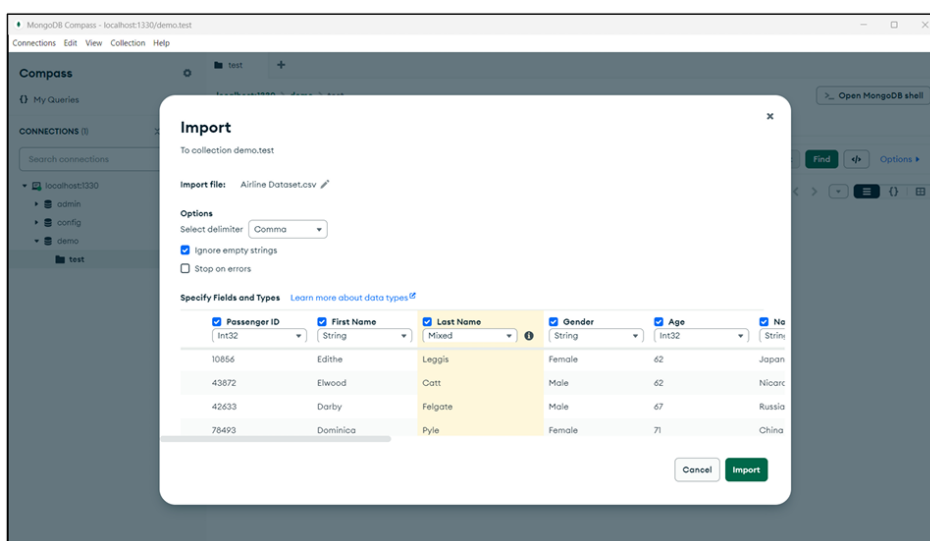 MongoDB Compass - localhost:1330/demo.test
Connections Edit View Collection Help
Compass
test
My Queries
Open MongoDB shell
CONNECTIONS (1)
Search connections
Find
Options
localhost:1330
admin
config
demo
test
Import
To collection demo.test
Import file: Airline Dataset.csv
Options
Select delimiter Comma
Ignore empty strings
Stop on errors
Specify Fields and Types Learn more about data types
Passenger ID First Name Last Name Gender Age
Int32 String Mixed String Int32
10856 Edithe Leggis Female 62 Japan
43872 Elwood Catt Male 62
42633 Darby Felgate Male 67 Russia
78493 Dominica Pyle Female 71 China
Cancel Import